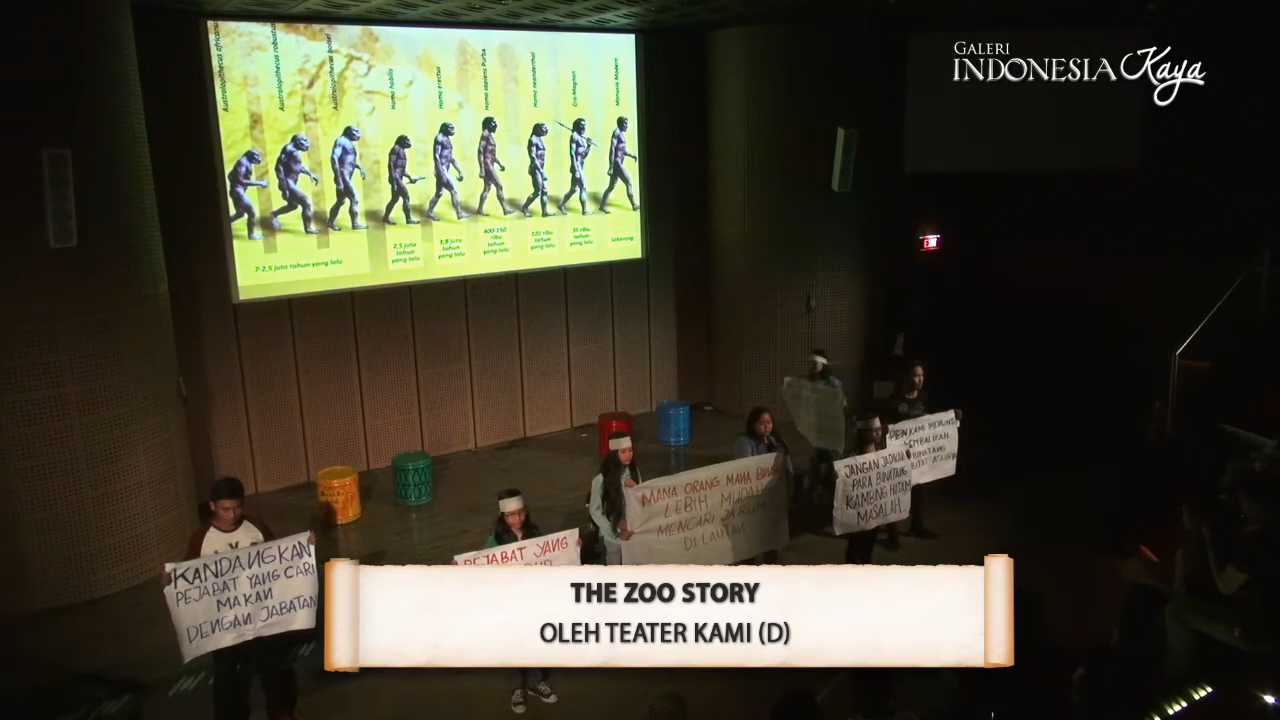 GALERI
INDONESIA Kaya
Australopithecus africanus
Australopithecus robustus
Australopithecus boisei
Homo habilis
Homo erectus
Homo sapiens Purba
Homo neanderthal
Cro-Magnon
Manusia Modern
7-2,5 juta tahun yang lalu
2,5 juta
tahun
yang lalu
1,8 juta
tahun
yang lalu
400-150
ribu
tahun
yang lalu
120 ribu
tahun
yang lalu
35 ribu
tahun
yang lalu
Sekarang
EXIT
KANDANGKAN
PEJABAT YANG CARI
MAKAN
DENGAN JABATAN
PEJABAT YANG
MANA ORANG MANA
LEBIH MUDAH
MENCARI JARUM
DI LAUTAN
JANGAN JADIKAN
PARA BINATANG
KAMBING HITAM
MASALAH..
KAMI
THE ZOO STORY
OLEH TEATER KAMI (D)